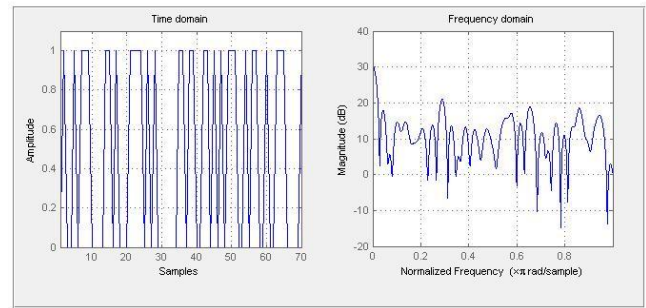 Time domain
Amplitude
1
0.8
0.6
0.4
0.2
0
10 20 30 40 50 60 70
Samples
Frequency domain
Magnitude (dB)
40
30
20
10
0
-10
-20
0 0.2 0.4 0.6 0.8
Normalized Frequency (×π rad/sample)